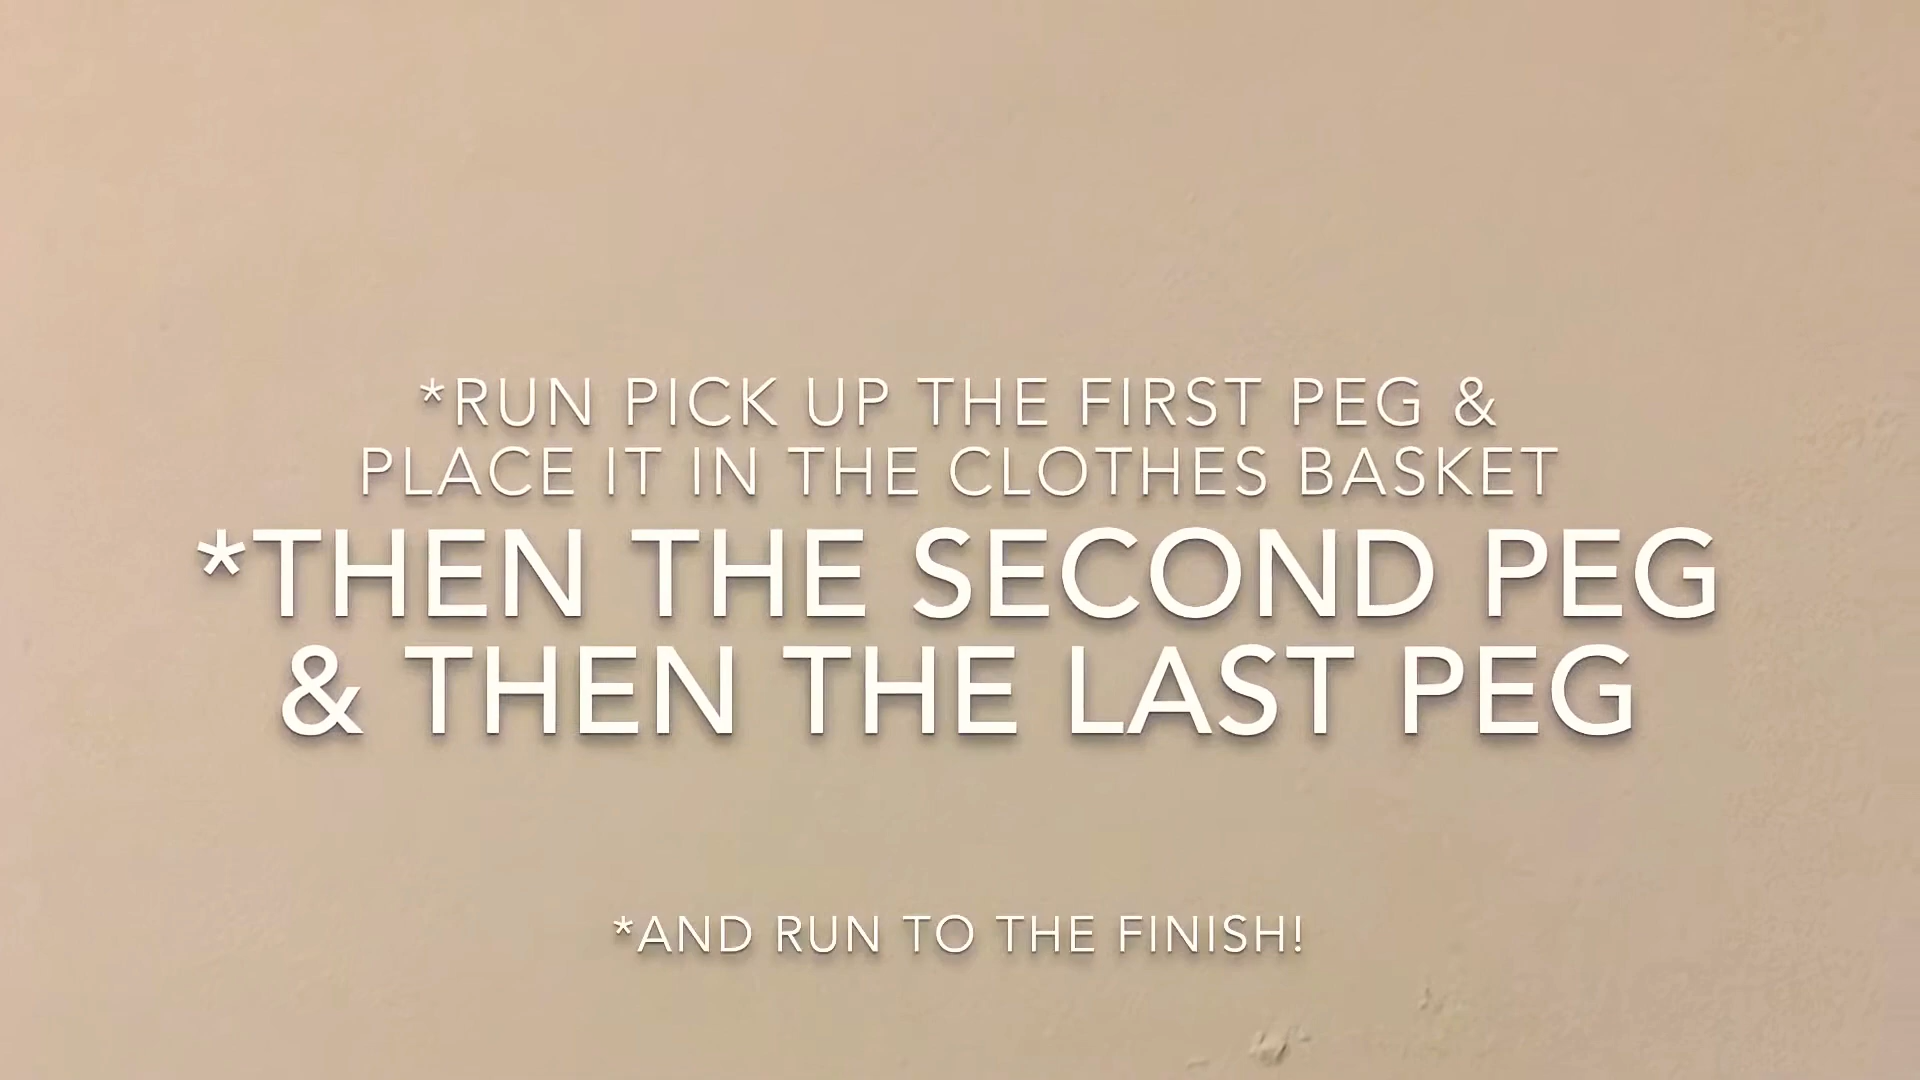 *RUN PICK UP THE FIRST PEG &
PLACE IT IN THE CLOTHES BASKET
*THEN THE SECOND PEG
& THEN THE LAST PEG
*AND RUN TO THE FINISH!